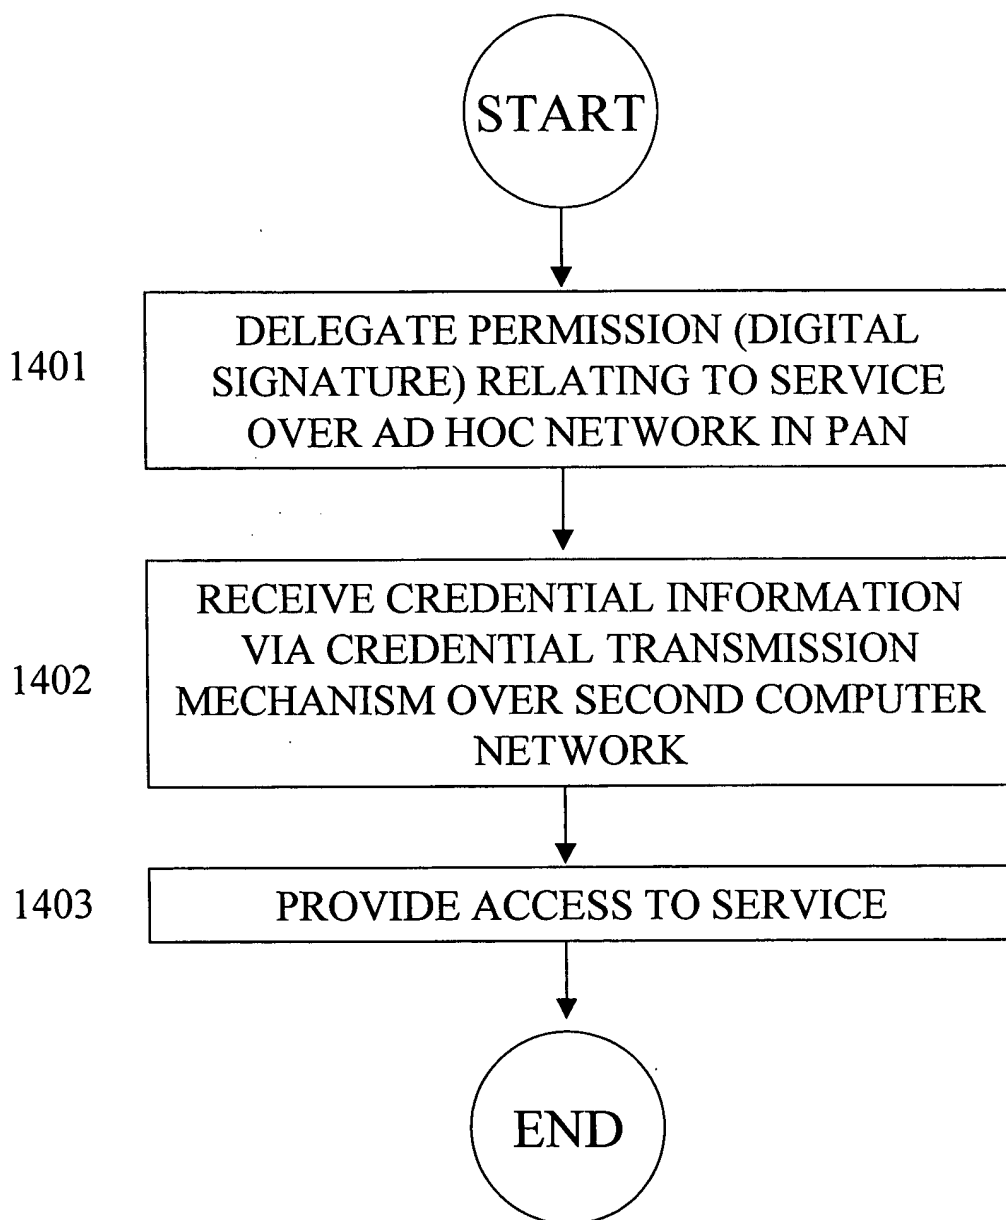 START
1401
DELEGATE PERMISSION (DIGITAL
SIGNATURE) RELATING TO SERVICE
OVER AD HOC NETWORK IN PAN
1402
RECEIVE CREDENTIAL INFORMATION
VIA CREDENTIAL TRANSMISSION
MECHANISM OVER SECOND COMPUTER
NETWORK
1403
PROVIDE ACCESS TO SERVICE
END